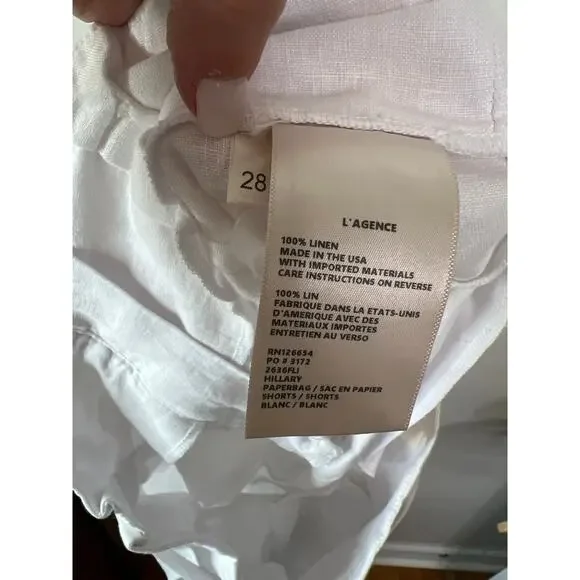 28
L'AGENCE
100% LINEN
MADE IN THE USA
WITH IMPORTED MATERIALS
CARE INSTRUCTIONS ON REVERSE
100% LIN
FABRIQUE DANS LA ETATS-UNIS
D'AMERIQUE AVEC DES
MATERIAUX IMPORTES
ENTRETIEN AU VERSO
RN126654
PO # 3172
2636FLI
HILLARY
PAPERBAG / SAC EN PAPIER
SHORTS / SHORTS
BLANC / BLANC